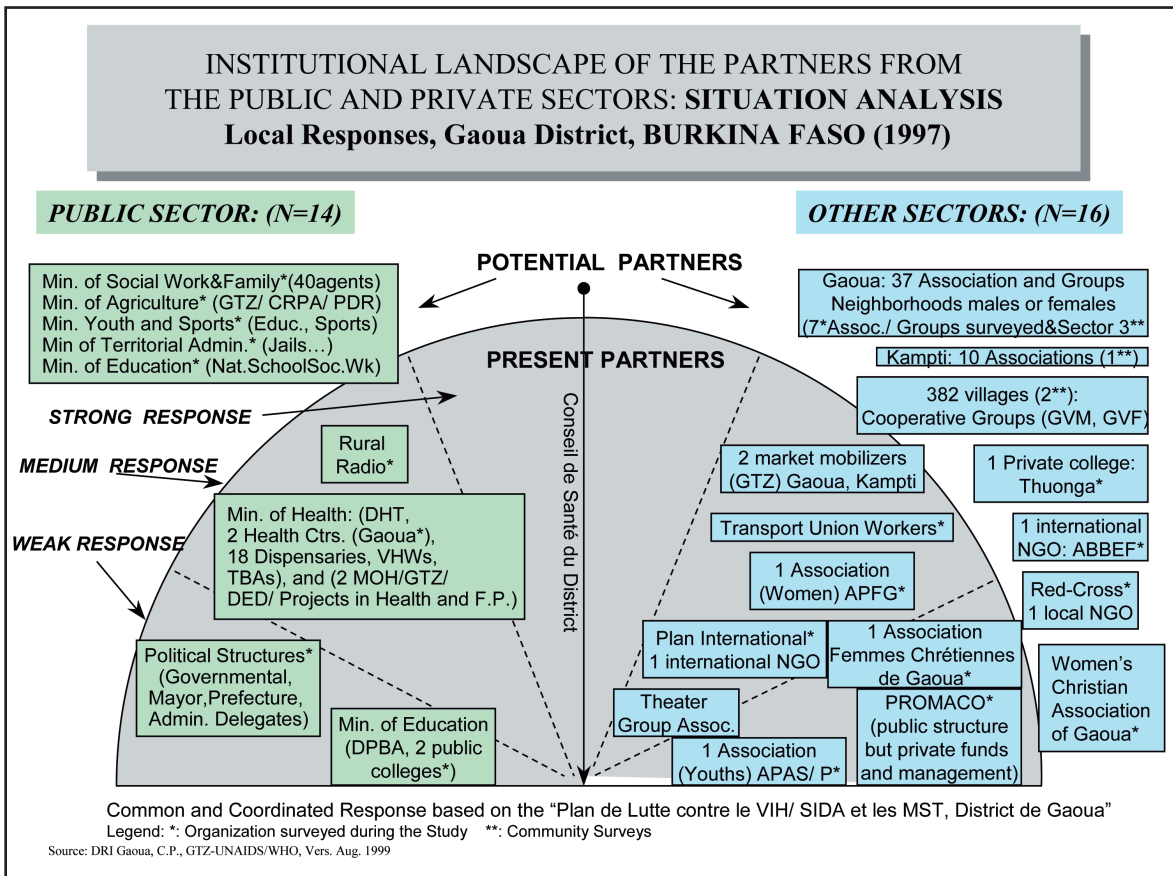 INSTITUTIONAL LANDSCAPE OF THE PARTNERS FROM
THE PUBLIC AND PRIVATE SECTORS: SITUATION ANALYSIS
Local Responses, Gaoua District, BURKINA FASO (1997)
PUBLIC SECTOR: (N=14)
OTHER SECTORS: (N=16)
POTENTIAL PARTNERS
Min. of Social Work&Family*(40agents)
Min. of Agriculture* (GTZ/ CRPA/ PDR)
Min. Youth and Sports* (Educ., Sports)
Min of Territorial Admin.* (Jails…)
Min. of Education* (Nat.SchoolSoc.Wk)
Gaoua: 37 Association and Groups
Neighborhoods males or females
(7*Assoc./ Groups surveyed&Sector 3**
Kampti: 10 Associations (1**)
382 villages (2**):
Cooperative Groups (GVM, GVF)
PRESENT PARTNERS
Conseil de Santé du District
STRONG RESPONSE
MEDIUM RESPONSE
WEAK RESPONSE
Rural
Radio*
Min. of Health: (DHT,
2 Health Ctrs. (Gaoua*),
18 Dispensaries, VHWs,
TBAs), and (2 MOH/GTZ/
DED/ Projects in Health and F.P.)
Political Structures*
(Governmental,
Mayor,Prefecture,
Admin. Delegates)
Min. of Education
(DPBA, 2 public
colleges*)
2 market mobilizers
(GTZ) Gaoua, Kampti
Transport Union Workers*
1 Association
(Women) APFG*
Plan International*
1 international NGO
1 Association
Femmes Chrétiennes
de Gaoua*
Theater
Group Assoc.
PROMACO*
(public structure
but private funds
and management)
1 Association
(Youths) APAS/ P*
1 Private college:
Thuonga*
1 international
NGO: ABBEF*
Red-Cross*
1 local NGO
Women’s
Christian
Association
of Gaoua*
Common and Coordinated Response based on the “Plan de Lutte contre le VIH/ SIDA et les MST, District de Gaoua”
Legend: *: Organization surveyed during the Study **: Community Surveys
Source: DRI Gaoua, C.P., GTZ-UNAIDS/WHO, Vers. Aug. 1999